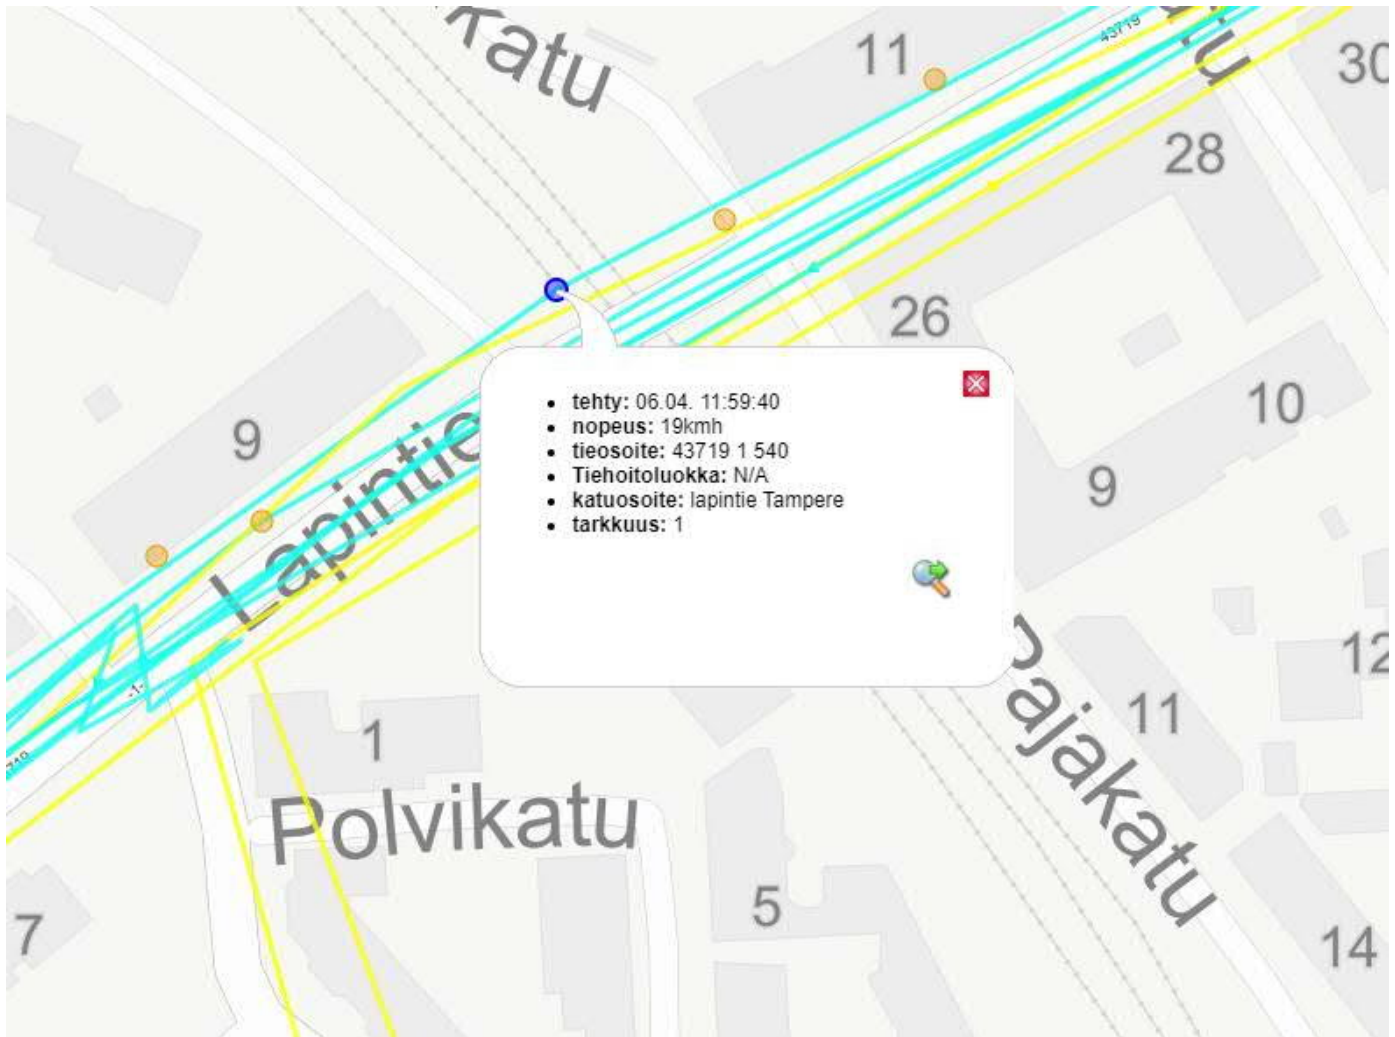 katu
11
43719
30
28
26
10
9
9
Lapintie
• tehty: 06.04. 11:59:40
• nopeus: 19kmh
• tieosoite: 43719 1 540
• Tiehoitoluokka: N/A
• katuosoite: lapintie Tampere
• tarkkuus: 1
-1-
12
11
1
Pajakatu
Polvikatu
5
7
14